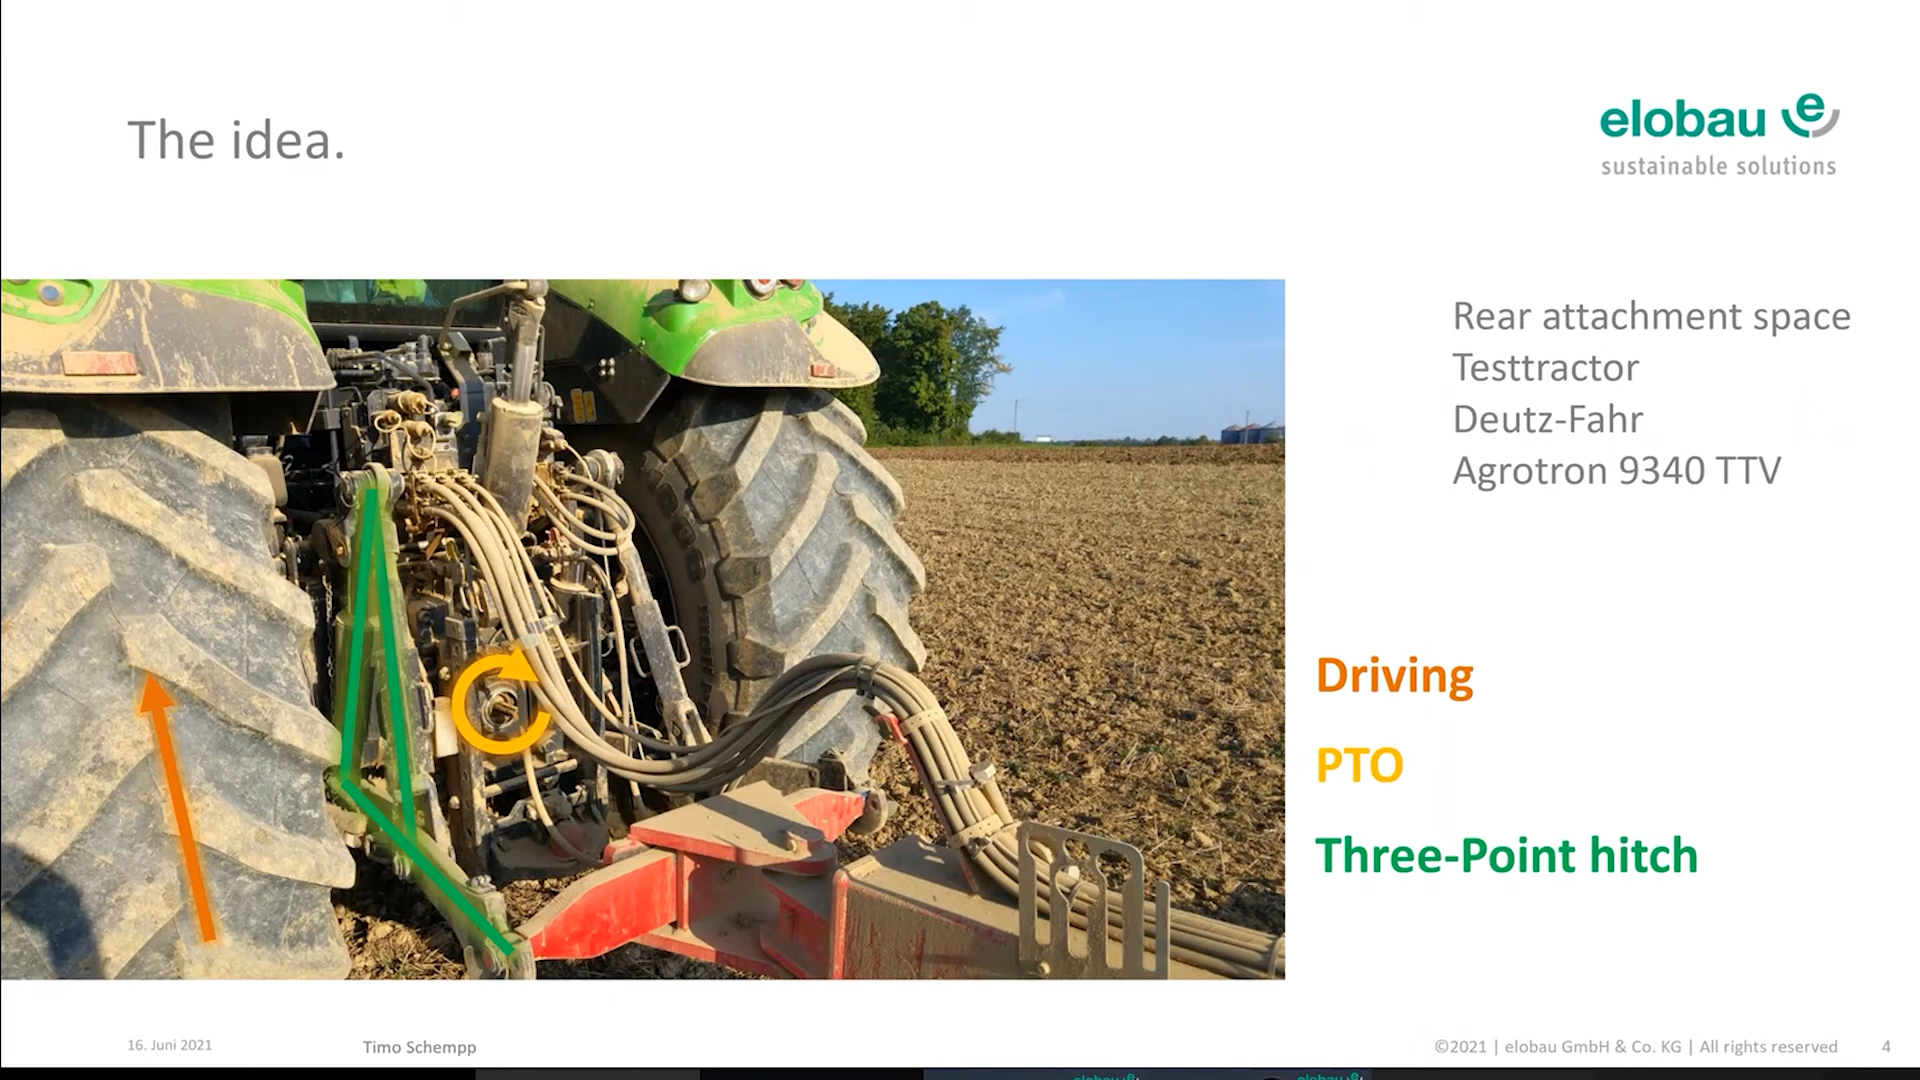 The idea.
elobau e
sustainable solutions
Rear attachment space
Testtractor
Deutz-Fahr
Agrotron 9340 TTV
Driving
PTO
Three-Point hitch
16. Juni 2021
Timo Schempp
©2021 | elobau GmbH & Co. KG | All rights reserved
4